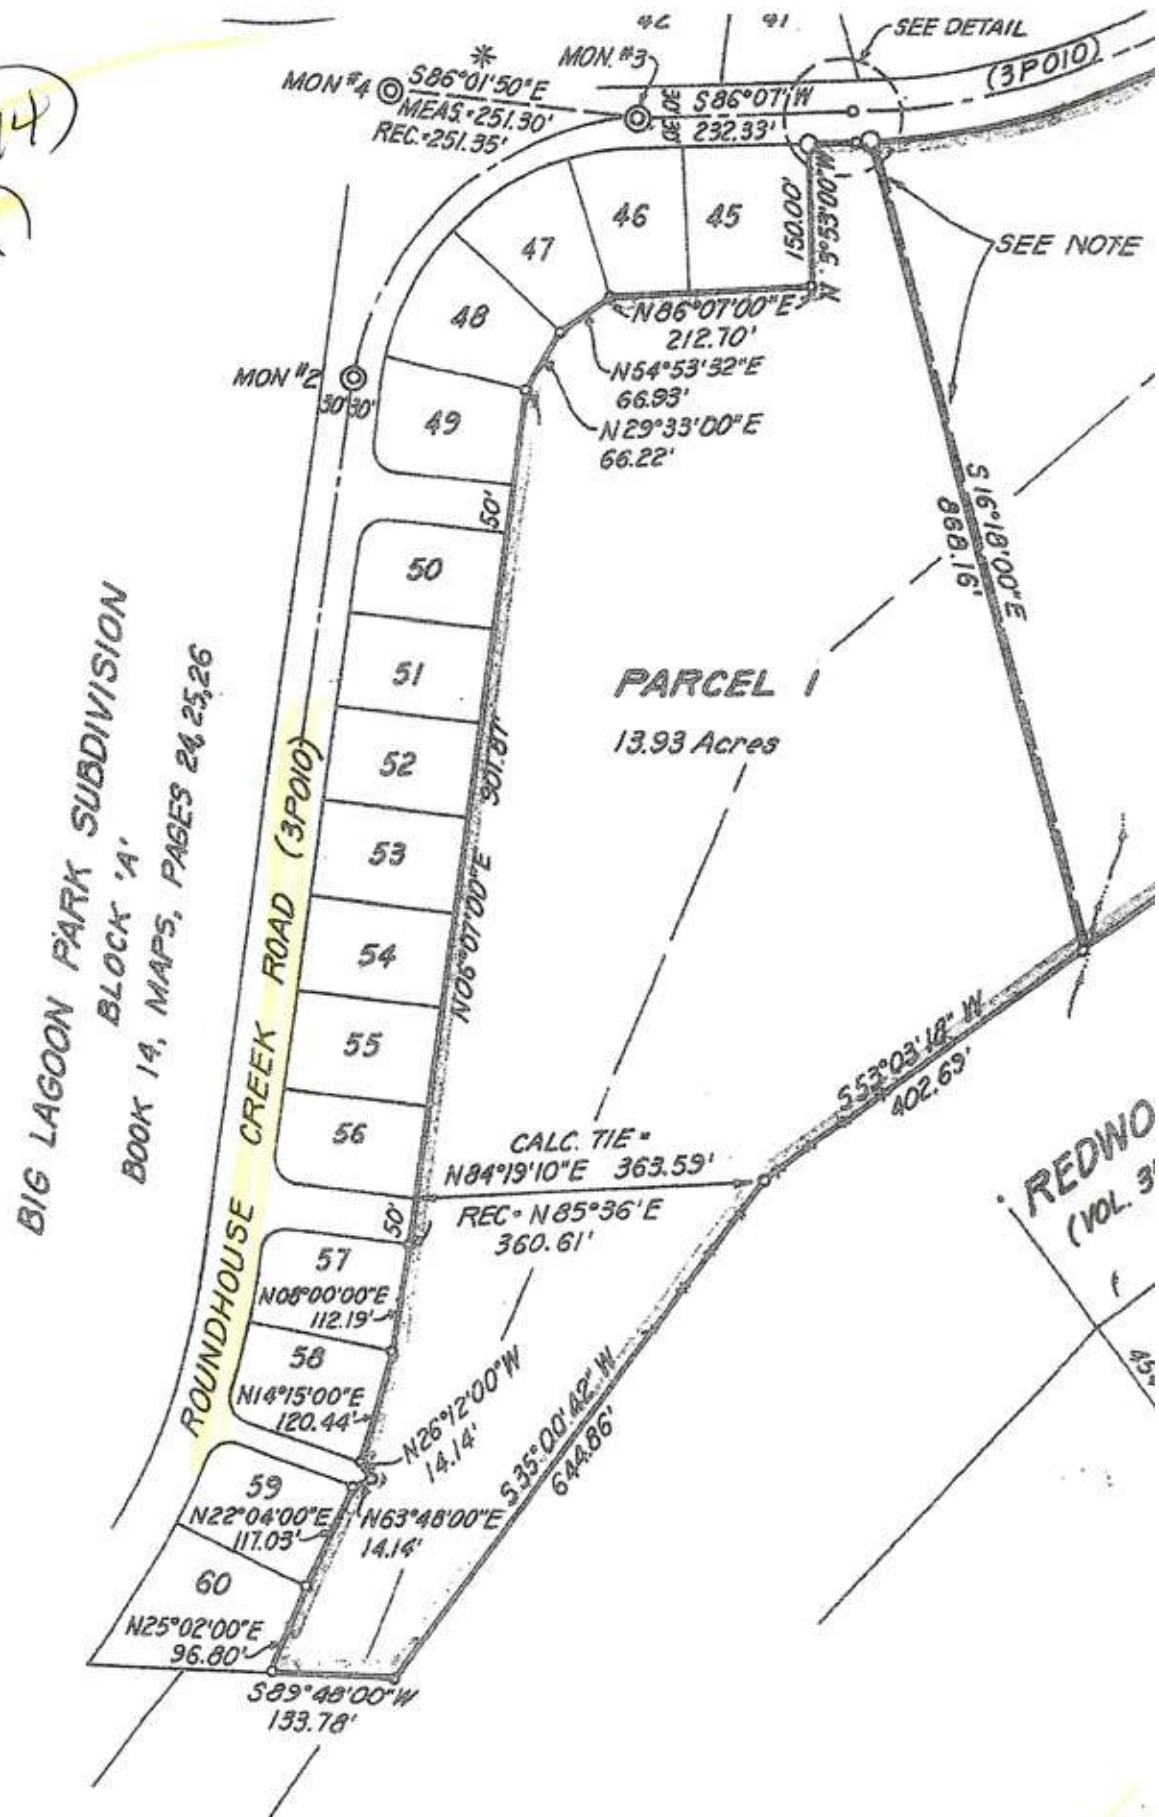 SEE DETAIL
MON. #3
(3P010)
MON #4
S86°01'50"E
MEAS.=251.30'
REC.=251.35'
30' 30'
S86°07'W
232.33'
150.00'
46
45
47
48
49
SEE NOTE
N86°07'00"E
212.70'
N54°53'32"E
66.93'
N29°33'00"E
66.22'
MON #2
30' 30'
50'
S16°18'00"E
868.16'
50
51
52
53
54
55
56
PARCEL 1
13.93 Acres
901.87'
N06°07'00"E
BIG LAGOON PARK SUBDIVISION
BLOCK 'A'
BOOK 14, MAPS, PAGES 24,25,26
ROUNDHOUSE CREEK ROAD (3P010)
S53°03'18" W
402.69'
CALC. TIE =
N84°19'10"E 363.59'
REC= N85°36'E
360.61'
50'
REDWO
(VOL. 3
57
N08°00'00"E
112.19'
58
N14°15'00"E
120.44'
N26°12'00"W
14.14'
S35°00'42" W
644.86'
59
N22°04'00"E
117.03'
N63°48'00"E
14.14'
60
N25°02'00"E
96.80'
S89°48'00"W
133.78'